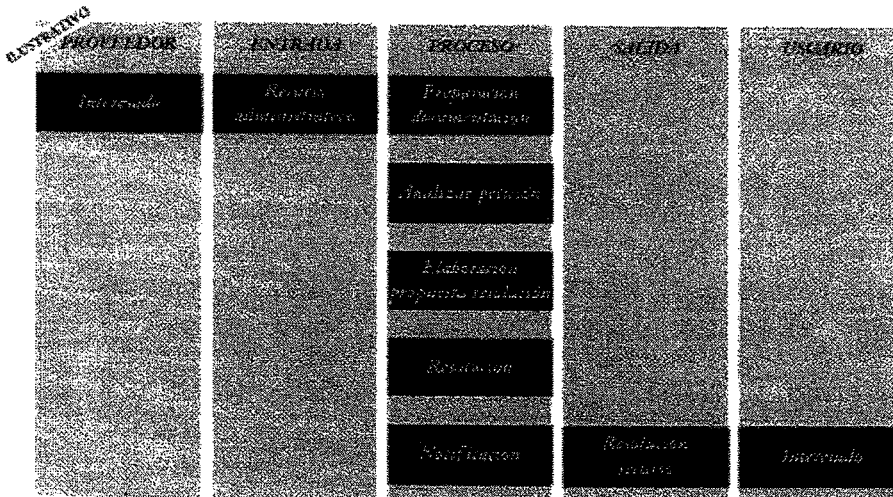 ILUSTRATIVO
PROVEEDOR
ENTRADA
PROCESO
SALIDA
USUARIO
Interesado
Recurso
administrativo
Preparación
documentación
Analizar petición
Elaboración
propuesta resolución
Resolución
Notificación
Resolución
recurso
Interesado